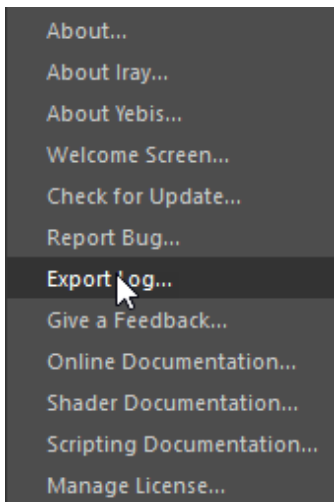 About...
About Iray...
About Yebis...
Welcome Screen...
Check for Update...
Report Bug...
Export Log...
Give a Feedback...
Online Documentation...
Shader Documentation...
Scripting Documentation...
Manage License...